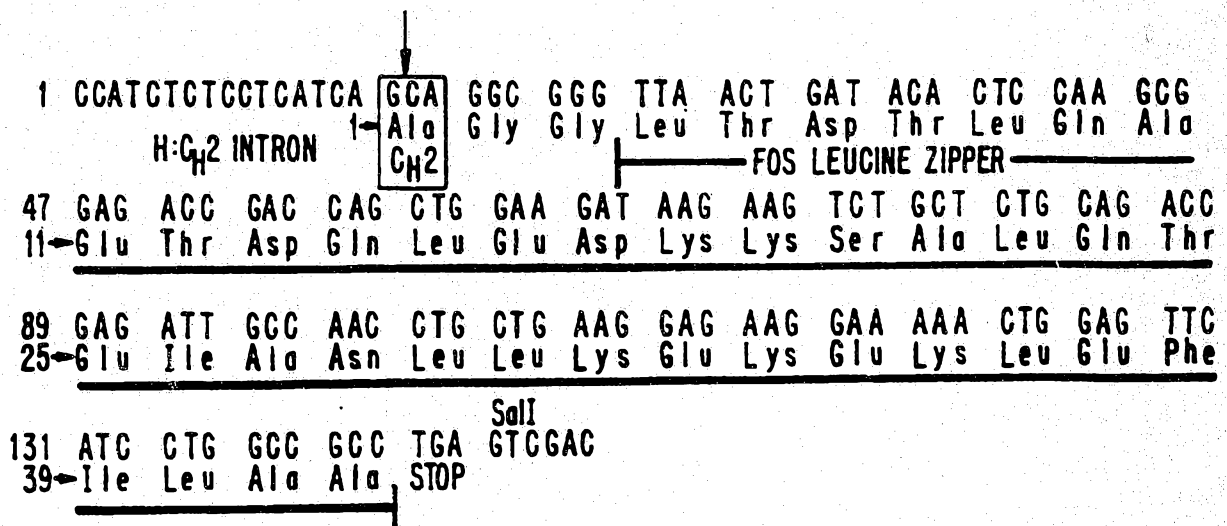 1 CCATCTCTCCTCATCA GCA GGC GGG TTA ACT GAT ACA CTC CAA GCG
1 Ala Gly Gly Leu Thr Asp Thr Leu Gln Ala
H:CH2 INTRON CH2 FOS LEUCINE ZIPPER
47 GAG ACC GAC CAG CTG GAA GAT AAG AAG TCT GCT CTG CAG ACC
11 Glu Thr Asp Gln Leu Glu Asp Lys Lys Ser Ala Leu Gln Thr
89 GAG ATT GCC AAC CTG CTG AAG GAG AAG GAA AAA CTG GAG TTC
25 Glu Ile Ala Asn Leu Leu Lys Glu Lys Glu Lys Leu Glu Phe
SalI
131 ATC CTG GCC GCC TGA GTCGAC
39 Ile Leu Ala Ala STOP